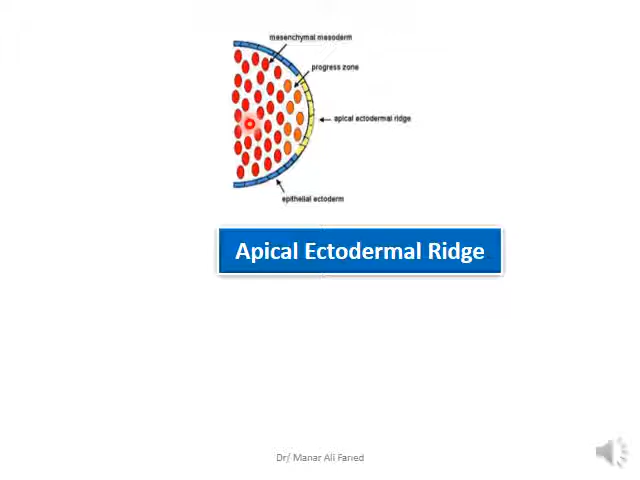 mesenchymal mesoderm
progress zone
apical ectodermal ridge
epithelial ectoderm
Apical Ectodermal Ridge
Dr/ Manar Ali Faried